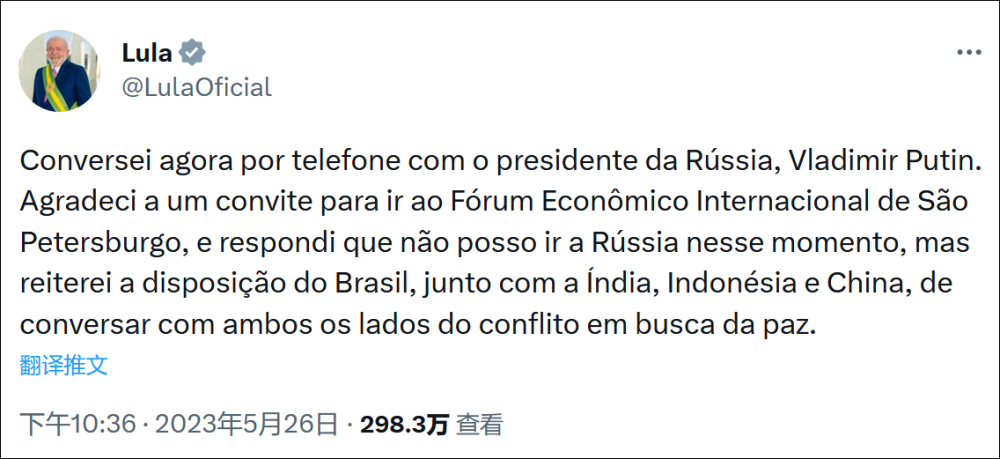 Lula
@LulaOficial
Conversei agora por telefone com o presidente da Rússia, Vladimir Putin.
Agradeci a um convite para ir ao Fórum Econômico Internacional de São
Petersburgo, e respondi que não posso ir a Rússia nesse momento, mas
reiterei a disposição do Brasil, junto com a Índia, Indonésia e China, de
conversar com ambos os lados do conflito em busca da paz.
翻译推文
下午10:36 · 2023年5月26日 · 298.3万 查看